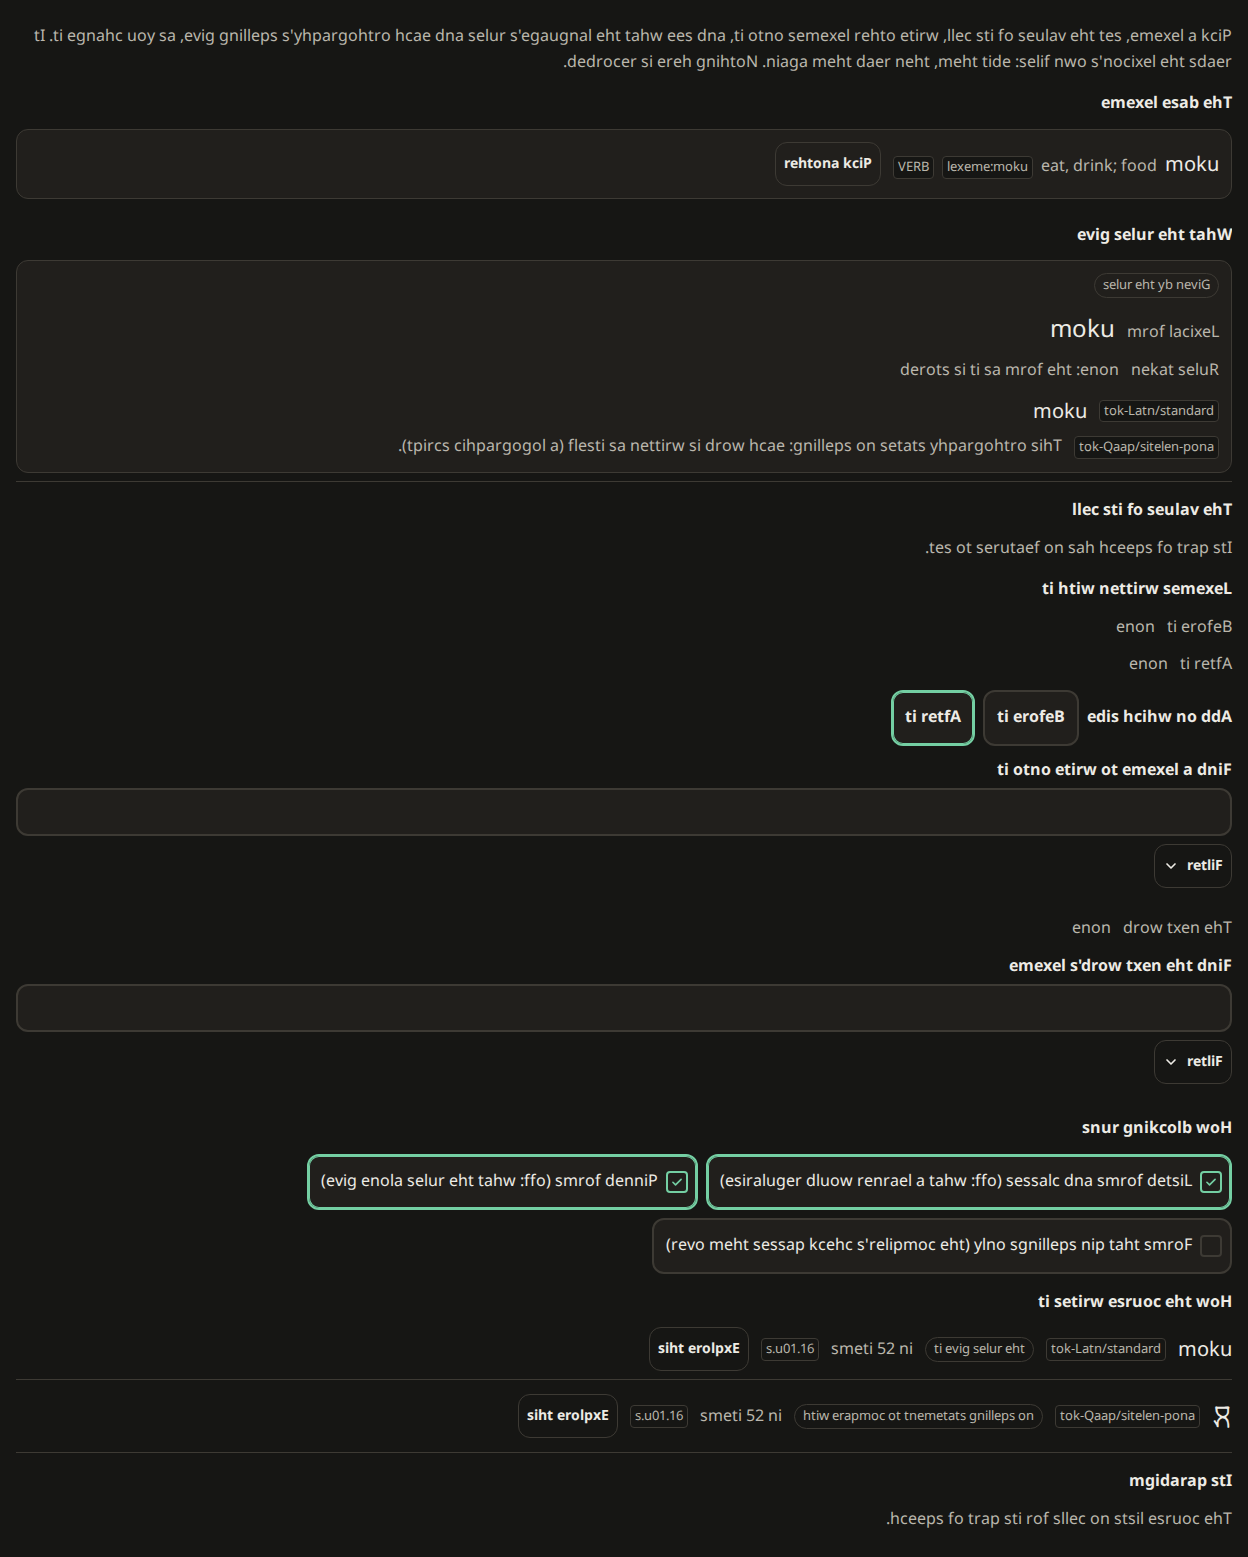 tI .ti egnahc uoy sa ,evig sgnilleps s'yhpargohtro hcae dna selur s'egaugnal eht tahw ees dna ,ti otno semexel rehto etirw ,llec sti fo seulav eht tes ,emexel a kciP
.dedrocer si ereh gnihtoN .niaga meht daer neht ,meht edit :selif nwo s'nocixel eht sdaer
emexel esab ehT
rehtona kciP VERB lexeme:moku eat, drink; food moku
evig selur eht tahW
selur eht yb neviG
moku mrof lacixeL
derots si ti sa mrof eht :enon nekat seluR
moku tok-Latn/standard
.(tpircs cihpargogol a) flesti sa nettirw si drow hcae :gnilleps on setats yhpargohtro sihT tok-Qaap/sitelen-pona
llec sti fo seulav ehT
.tes ot serutaef on sah hceeps fo trap stI
ti htiw nettirw semexeL
enon ti erofeB
enon ti retfA
ti retfA ti erofeB edis hcihw no ddA
ti otno etirw ot emexel a dniF
retliF
enon drow txen ehT
emexel s'drow txen eht dniF
retliF
snur gnikcolb woH
(evig enola selur eht tahw :ffo) smrof denniP (esiraluger dluow renrael a tahw :ffo) sessalc dna smrof detsiL
(revo meht sessap kcehc s'relipmoc eht) ylno sgnilleps nip taht smroF
ti setirw esruoc eht woH
siht erolpxE s.u01.16 smeti 52 ni ti evig selur eht tok-Latn/standard moku
siht erolpxE s.u01.16 smeti 52 ni htiw erapmoc ot tnemetats gnilleps on tok-Qaap/sitelen-pona
mgidarap stI
.hceeps fo trap sti rof sllec on stsil esruoc ehT